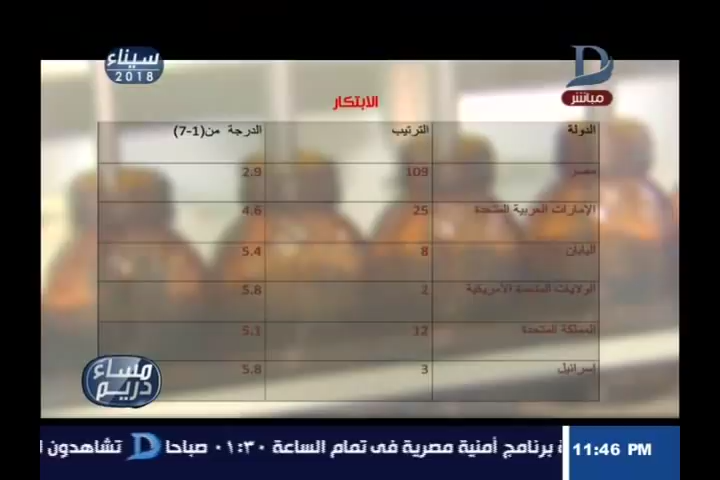 سيناء
2018
مباشر
الابتكار
الدولة الترتيب الدرجة من(1-7)
مصر 109 2.9
الإمارات العربية المتحدة 25 4.6
اليابان 8 5.4
الولايات المتحدة الأمريكية 2 5.8
المملكة المتحدة 12 5.1
إسرائيل 3 5.8
مساء
دريم
ة برنامج أمنية مصرية فى تمام الساعة ٠١:٣٠ صباحا تشاهدون ا
11:46 PM